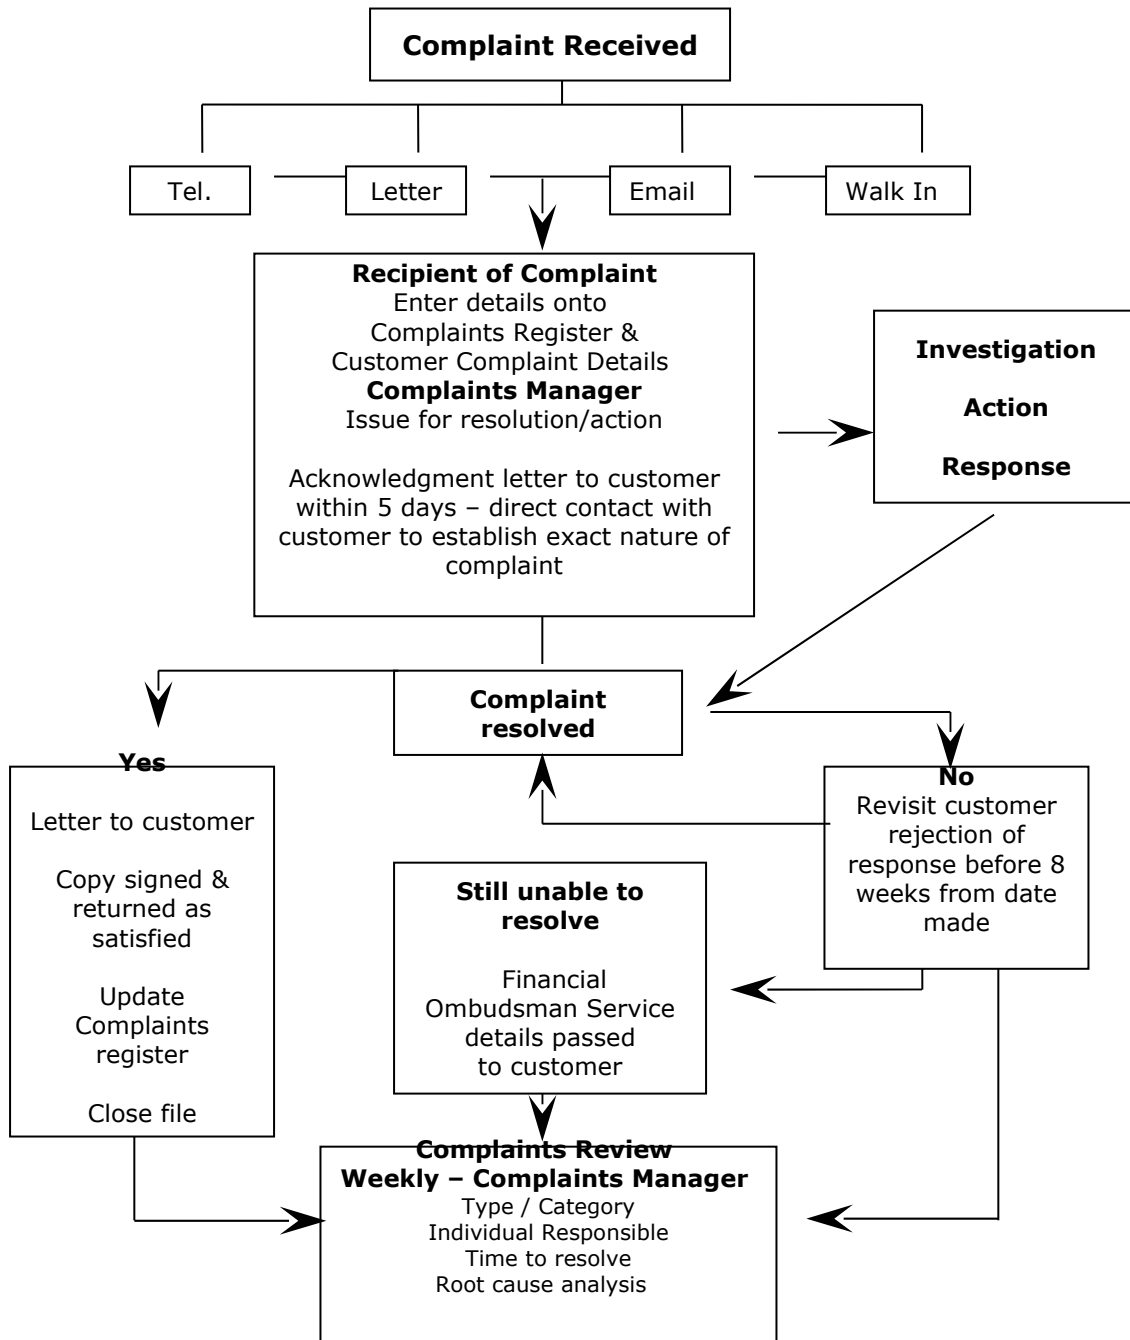 Complaint Received
Tel.
Letter
Email
Walk In
Recipient of Complaint
Enter details onto
Complaints Register &
Customer Complaint Details
Complaints Manager
Issue for resolution/action
Acknowledgment letter to customer
within 5 days – direct contact with
customer to establish exact nature of
complaint
Investigation
Action
Response
Complaint
resolved
Yes
Letter to customer
Copy signed &
returned as
satisfied
Update
Complaints
register
Close file
No
Revisit customer
rejection of
response before 8
weeks from date
made
Still unable to
resolve
Financial
Ombudsman Service
details passed
to customer
Complaints Review
Weekly – Complaints Manager
Type / Category
Individual Responsible
Time to resolve
Root cause analysis